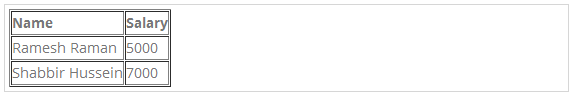 Name Salary
Ramesh Raman 5000
Shabbir Hussein 7000